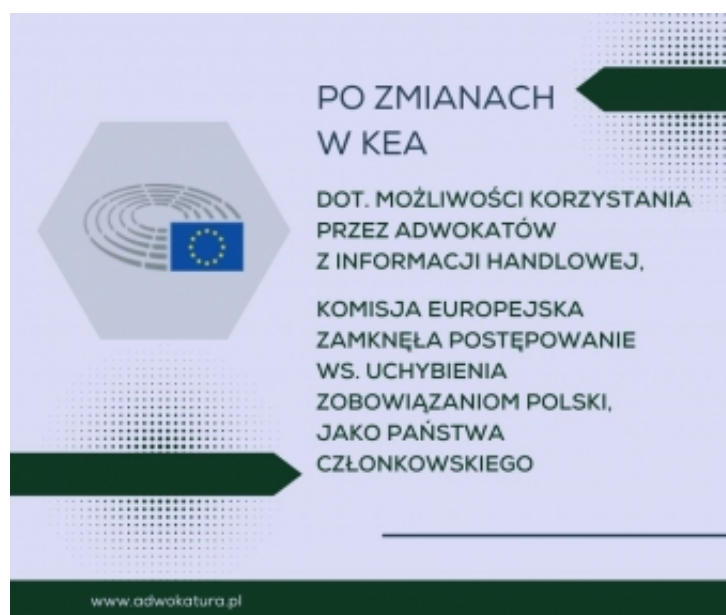 PO ZMIANACH
W KEA
DOT. MOŻLIWOŚCI KORZYSTANIA
PRZEZ ADWOKATÓW
Z INFORMACJI HANDLOWEJ,
KOMISJA EUROPEJSKA
ZAMKNĘŁA POSTĘPOWANIE
WS. UCHYBIENIA
ZOBOWIĄZANIOM POLSKI,
JAKO PAŃSTWA
CZŁONKOWSKIEGO
www.adwokatura.pl